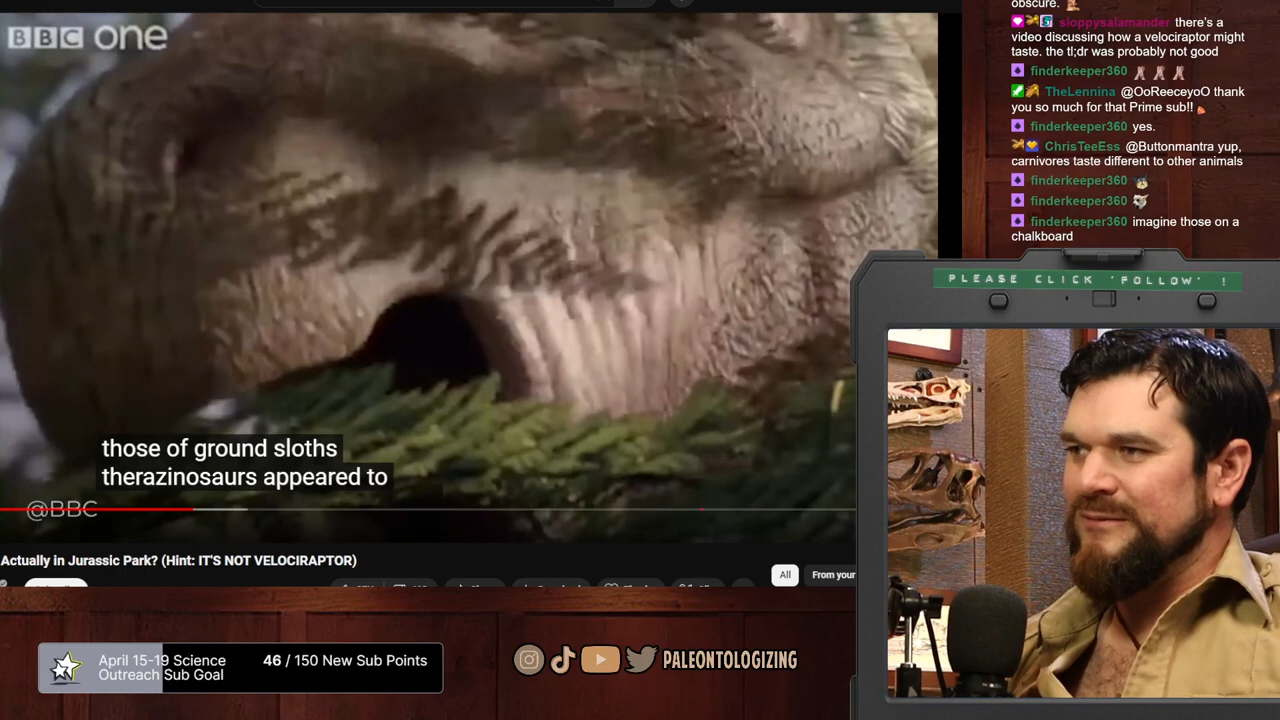 BBC one
those of ground sloths
therazinosaurs appeared to
@BBC
Actually in Jurassic Park? (Hint: IT'S NOT VELOCIRAPTOR)
All
From your
obscure.
sloppysalamander there's a
video discussing how a velociraptor might
taste. the tl;dr was probably not good
finderkeeper360
TheLennina @OoReeceyoO thank
you so much for that Prime sub!!
finderkeeper360 yes.
ChrisTeeEss @Buttonmantra yup,
carnivores taste different to other animals
finderkeeper360
finderkeeper360
finderkeeper360 imagine those on a
chalkboard
PLEASE CLICK 'FOLLOW' !
April 15-19 Science
Outreach Sub Goal
46 / 150 New Sub Points
PALEONTOLOGIZING